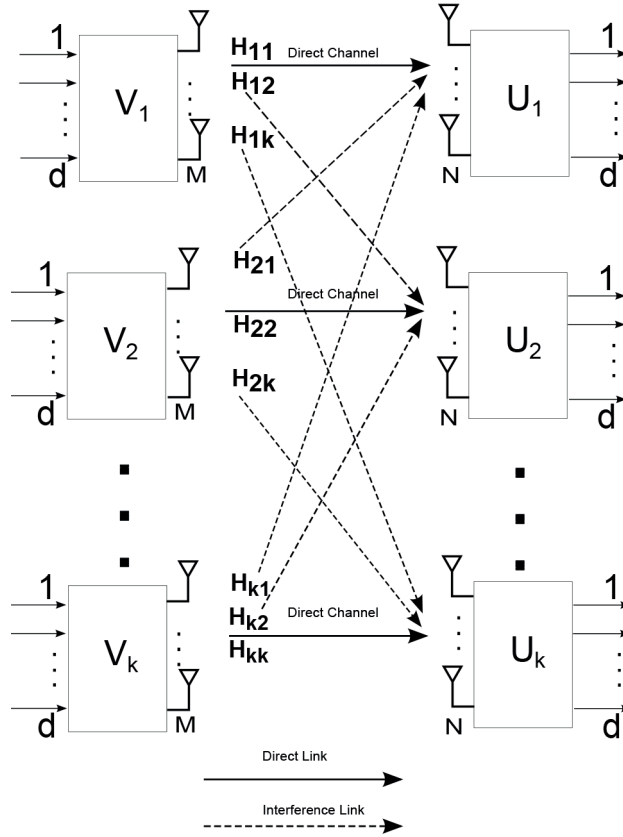 1 H11 Direct Channel 1
H12
V1 U1
H1k
d M N d
H21
1 Direct Channel 1
H22
V2 U2
H2k
d M N d
Hk1
1 Hk2 Direct Channel 1
Hkk
Vk Uk
d M N d
Direct Link
Interference Link